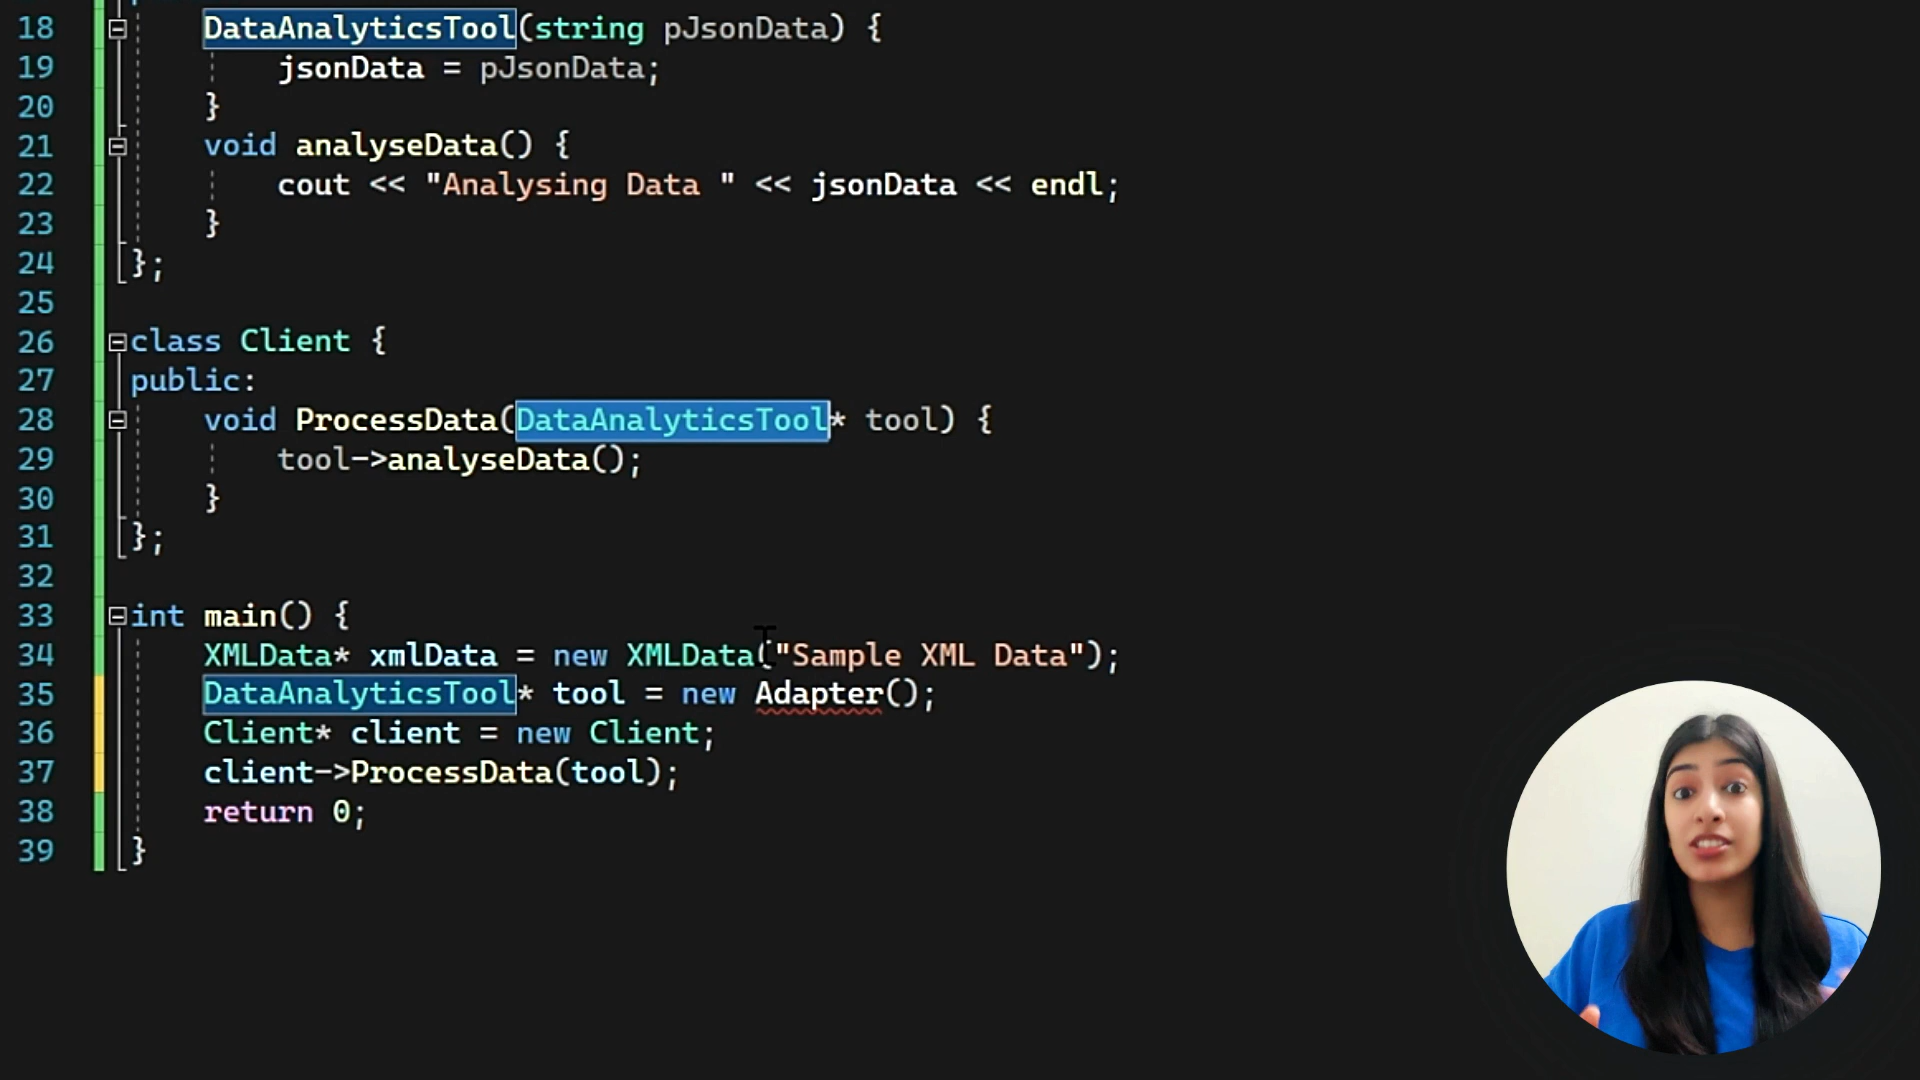 18 DataAnalyticsTool(string pJsonData) {
19 jsonData = pJsonData;
20 }
21 void analyseData() {
22 cout << "Analysing Data " << jsonData << endl;
23 }
24 };
25
26 class Client {
27 public:
28 void ProcessData(DataAnalyticsTool* tool) {
29 tool->analyseData();
30 }
31 };
32
33 int main() {
34 XMLData* xmlData = new XMLData("Sample XML Data");
35 DataAnalyticsTool* tool = new Adapter();
36 Client* client = new Client;
37 client->ProcessData(tool);
38 return 0;
39 }